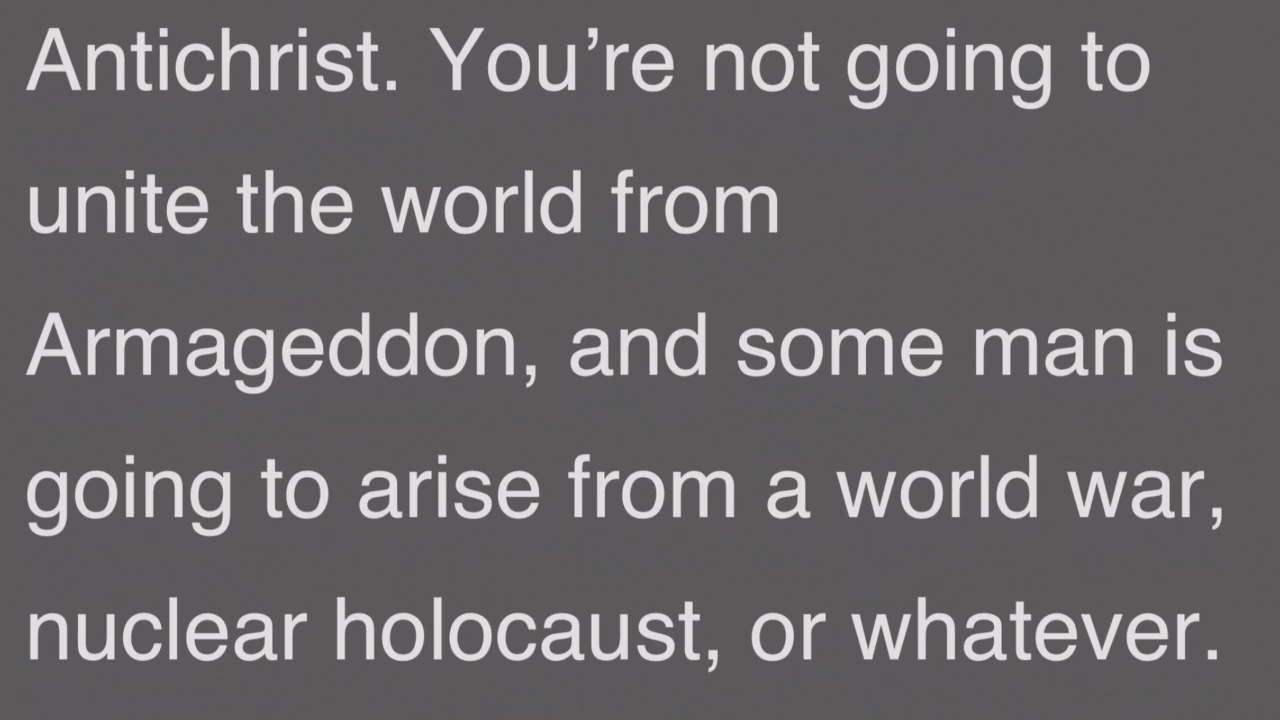 Antichrist. You’re not going to
unite the world from
Armageddon, and some man is
going to arise from a world war,
nuclear holocaust, or whatever.